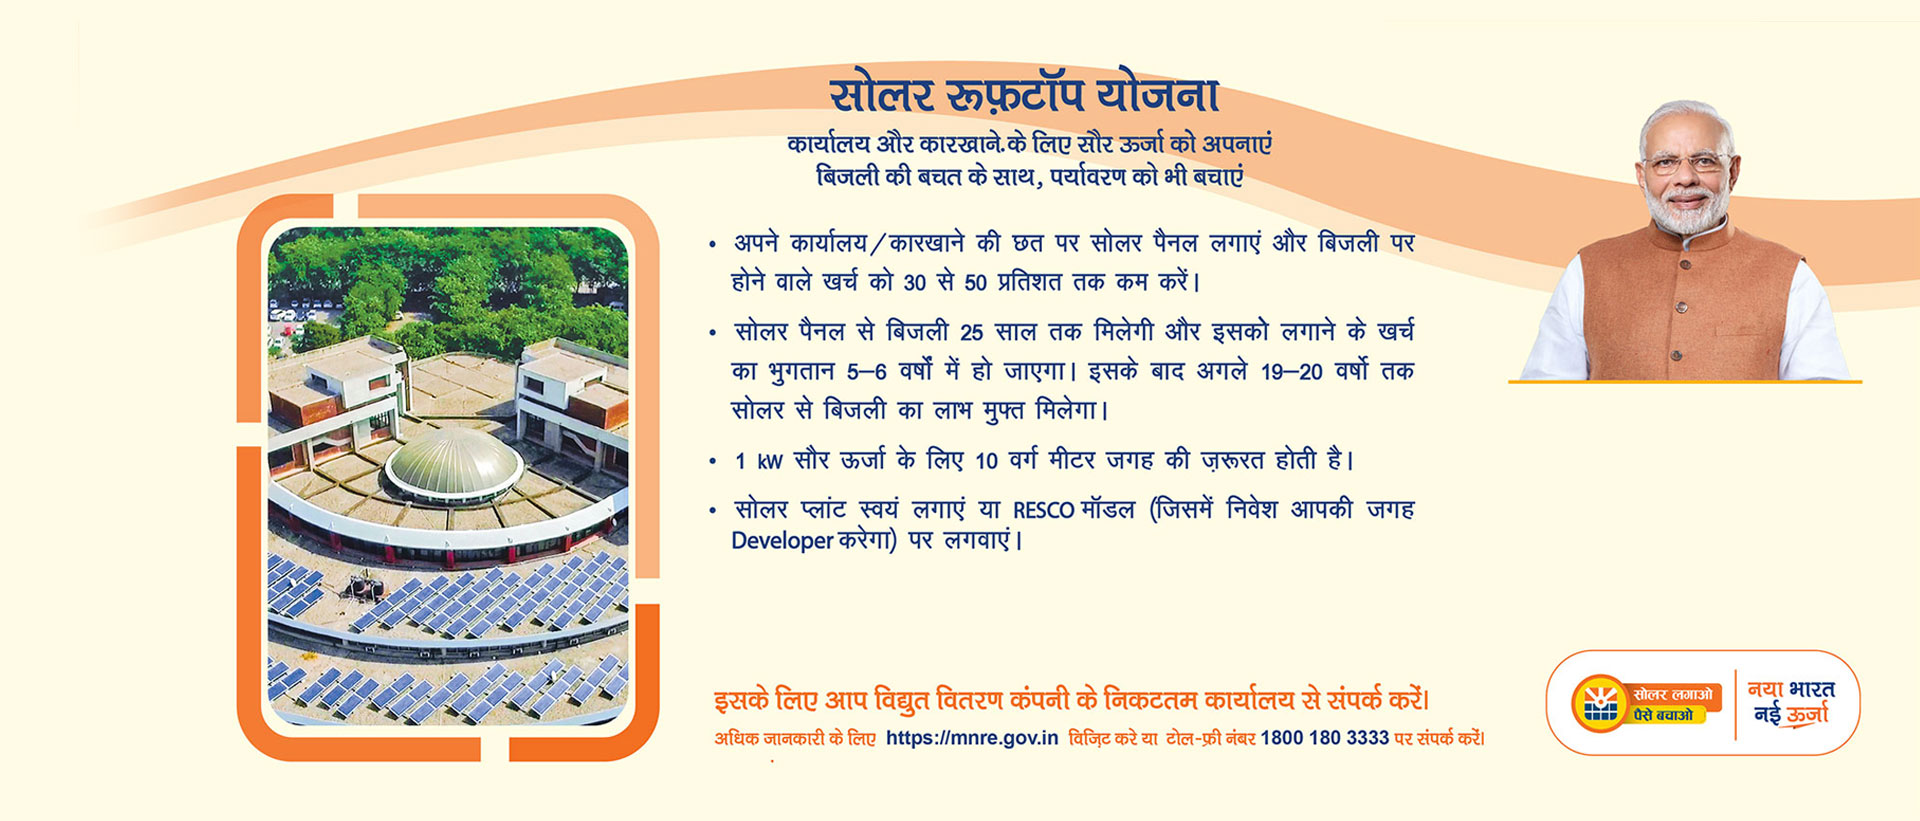 सोलर रूफ़टॉप योजना
कार्यालय और कारखाने.के लिए सौर ऊर्जा को अपनाएं
बिजली की बचत के साथ, पर्यावरण को भी बचाएं
• अपने कार्यालय/कारखाने की छत पर सोलर पैनल लगाएं और बिजली पर
होने वाले खर्च को 30 से 50 प्रतिशत तक कम करें।
• सोलर पैनल से बिजली 25 साल तक मिलेगी और इसको लगाने के खर्च
का भुगतान 5–6 वर्षों में हो जाएगा। इसके बाद अगले 19–20 वर्षो तक
सोलर से बिजली का लाभ मुफ्त मिलेगा।
• 1 kW सौर ऊर्जा के लिए 10 वर्ग मीटर जगह की ज़रूरत होती है।
• सोलर प्लांट स्वयं लगाएं या RESCO मॉडल (जिसमें निवेश आपकी जगह
Developer करेगा) पर लगवाएं।
इसके लिए आप विद्युत वितरण कंपनी के निकटतम कार्यालय से संपर्क करें।
अधिक जानकारी के लिए https://mnre.gov.in विज़िट करे या टोल-फ्री नंबर 1800 180 3333 पर संपर्क करें।
सोलर लगाओ
पैसे बचाओ
नया भारत
नई ऊर्जा